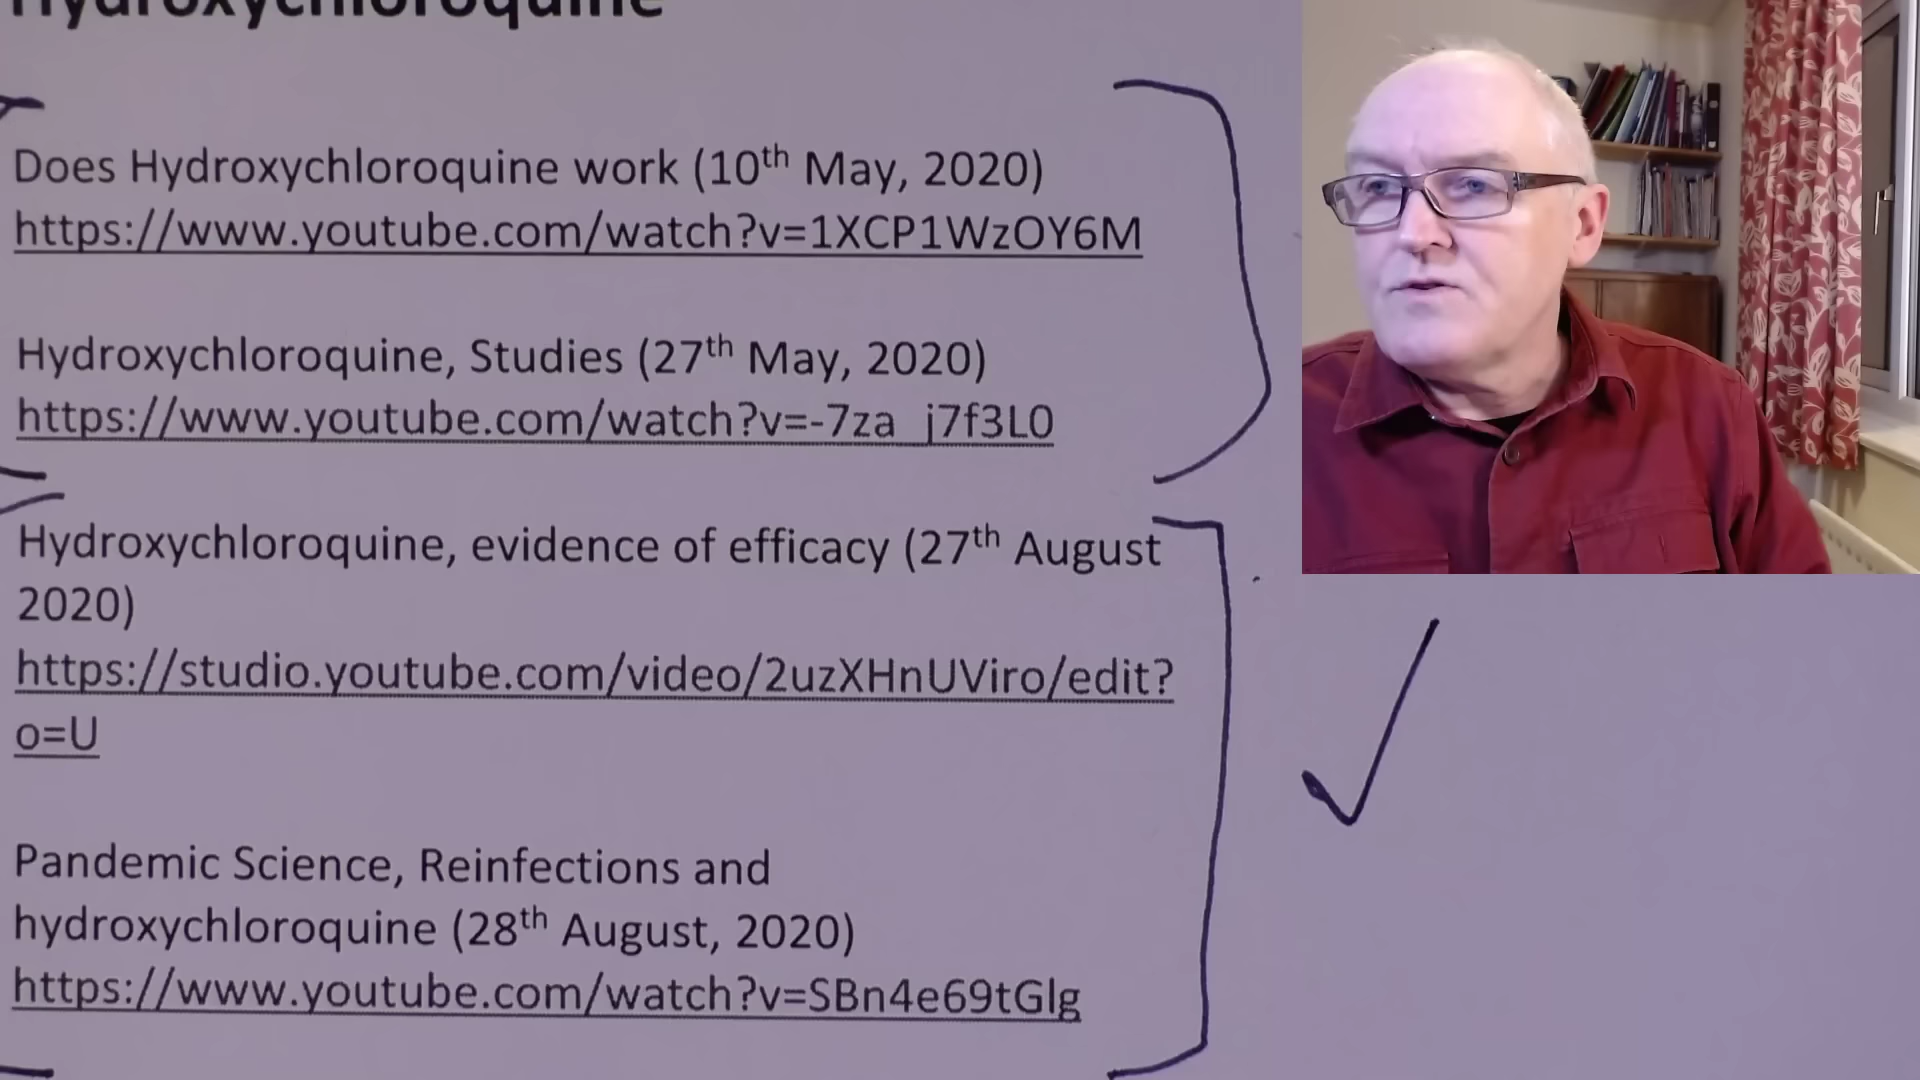 Hydroxychloroquine
Does Hydroxychloroquine work (10th May, 2020)
https://www.youtube.com/watch?v=1XCP1WzOY6M
Hydroxychloroquine, Studies (27th May, 2020)
https://www.youtube.com/watch?v=-7za_j7f3L0
Hydroxychloroquine, evidence of efficacy (27th August
2020)
https://studio.youtube.com/video/2uzXHnUViro/edit?
o=U
Pandemic Science, Reinfections and
hydroxychloroquine (28th August, 2020)
https://www.youtube.com/watch?v=SBn4e69tGlg